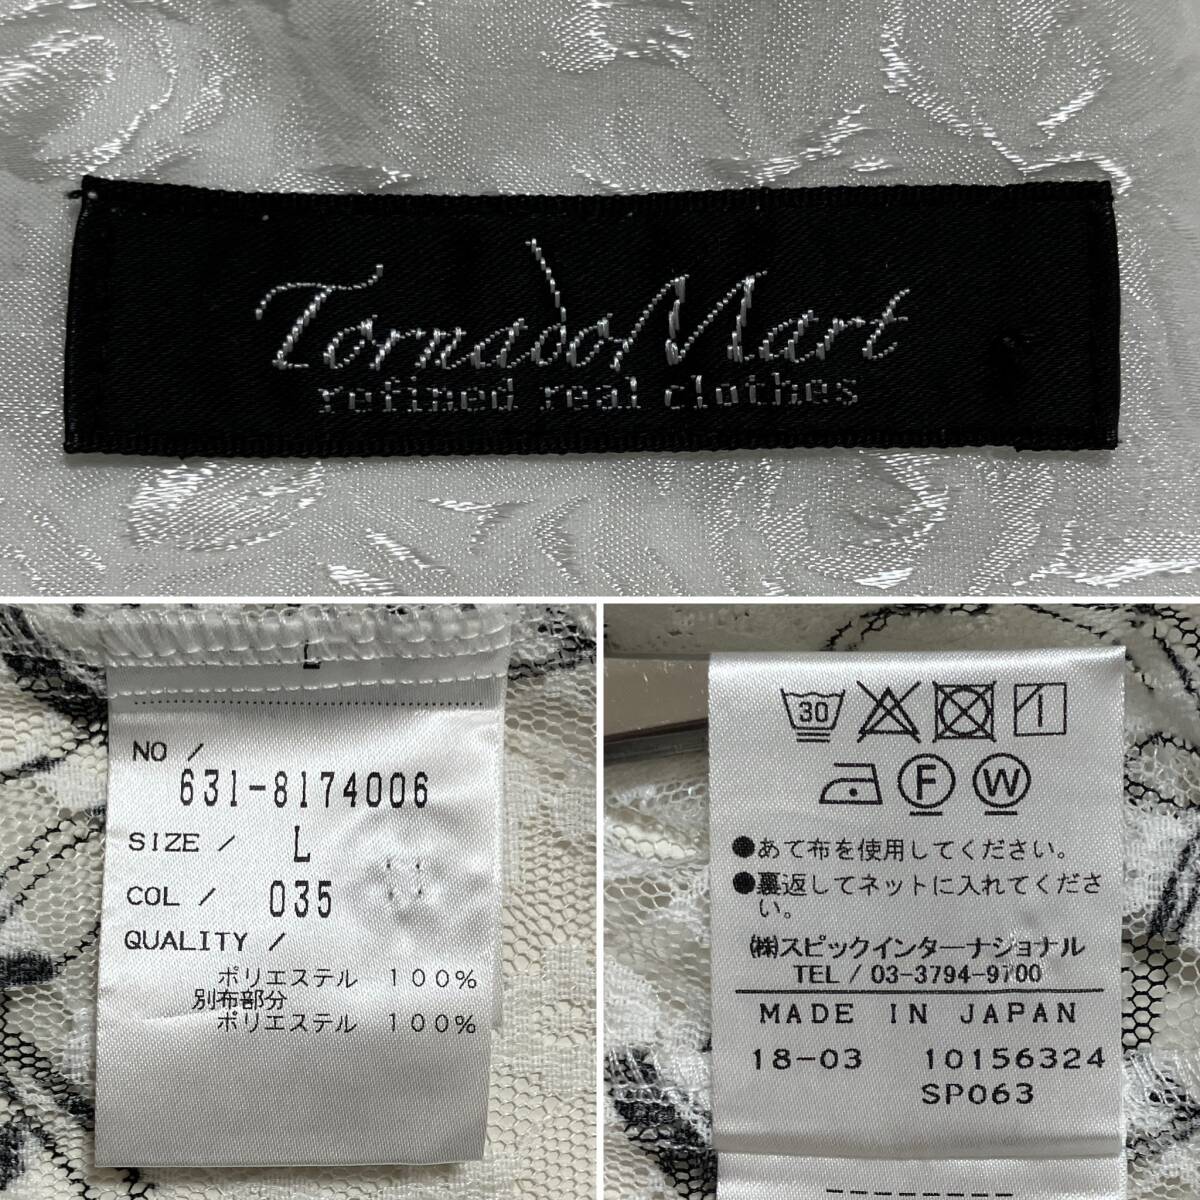 Tornado Mart
refined real clothes
L
NO /
631-8174006
SIZE / L
COL / 035
QUALITY /
ポリエステル 100%
別布部分
ポリエステル 100%
30
F W
●あて布を使用してください。
●裏返してネットに入れてくださ
い。
㈱スピックインターナショナル
TEL / 03-3794-9700
MADE IN JAPAN
18-03 10156324
SP063